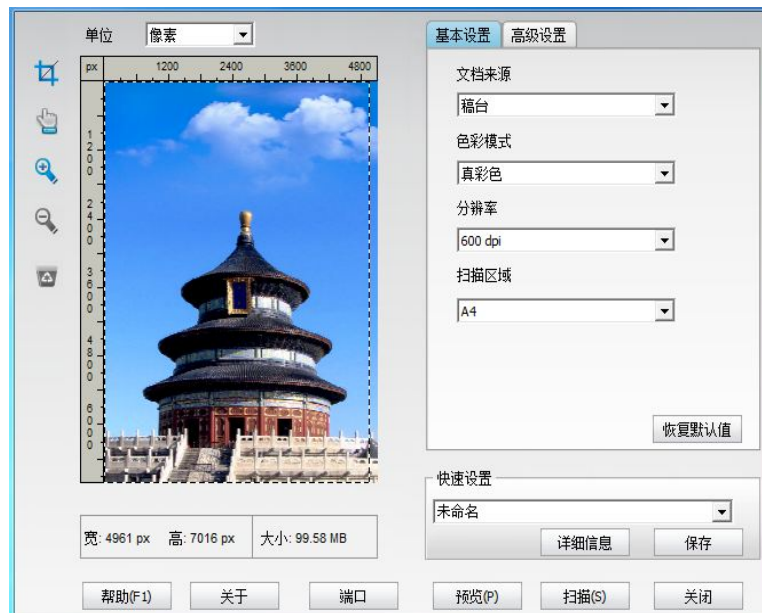 单位 像素
px 1200 2400 3600 4800
1200
2400
3600
4800
6000
宽: 4961 px 高: 7016 px 大小: 99.58 MB
基本设置 高级设置
文档来源
稿台
色彩模式
真彩色
分辨率
600 dpi
扫描区域
A4
恢复默认值
快速设置
未命名
详细信息 保存
帮助(F1) 关于 端口 预览(P) 扫描(S) 关闭